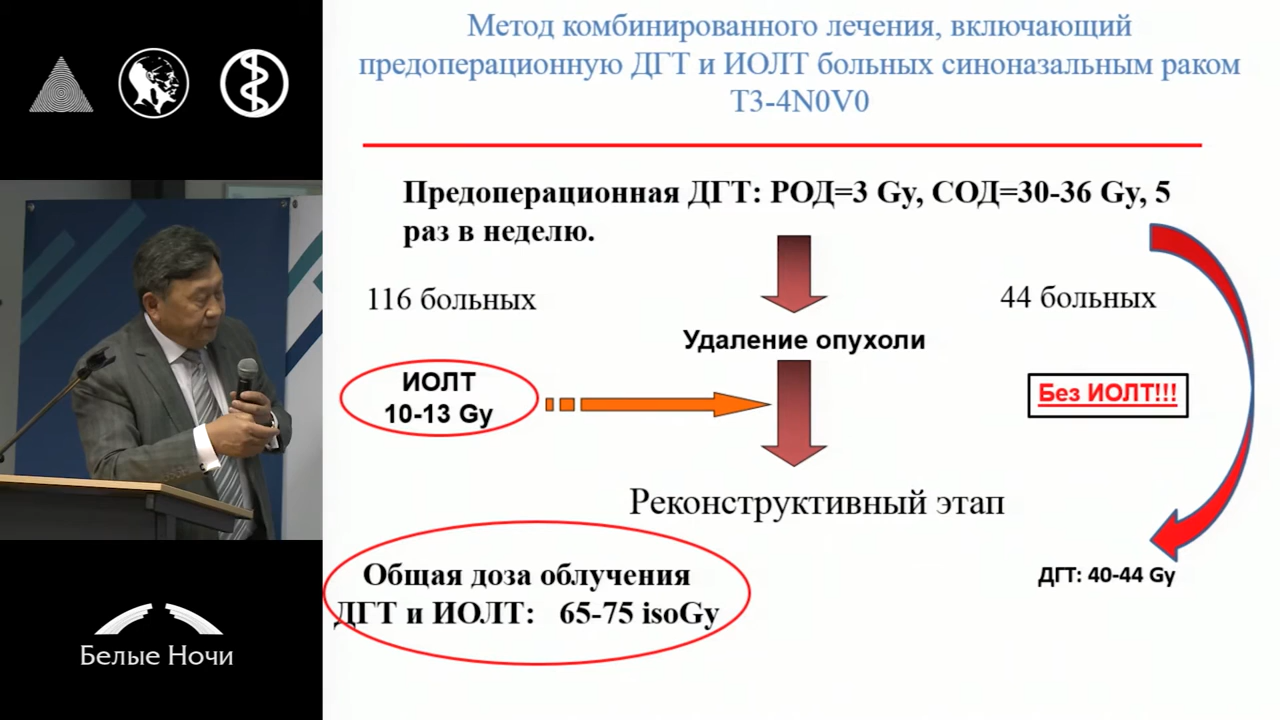 Метод комбинированного лечения, включающий
предоперационную ДГТ и ИОЛТ больных синоназальным раком
Т3-4N0V0
Предоперационная ДГТ: РОД=3 Gy, СОД=30-36 Gy, 5
раз в неделю.
116 больных
44 больных
Удаление опухоли
ИОЛТ
10-13 Gy
Без ИОЛТ!!!
Реконструктивный этап
Общая доза облучения
ДГТ и ИОЛТ: 65-75 isoGy
ДГТ: 40-44 Gy
Белые Ночи